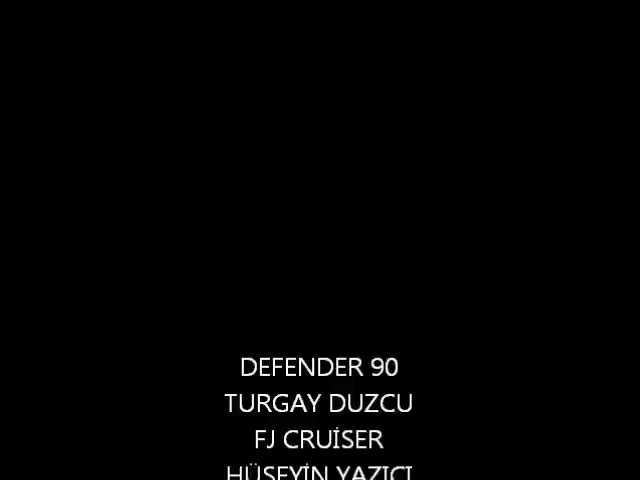 DEFENDER 90
TURGAY DUZCU
FJ CRUİSER
HÜSEYİN YAZICI